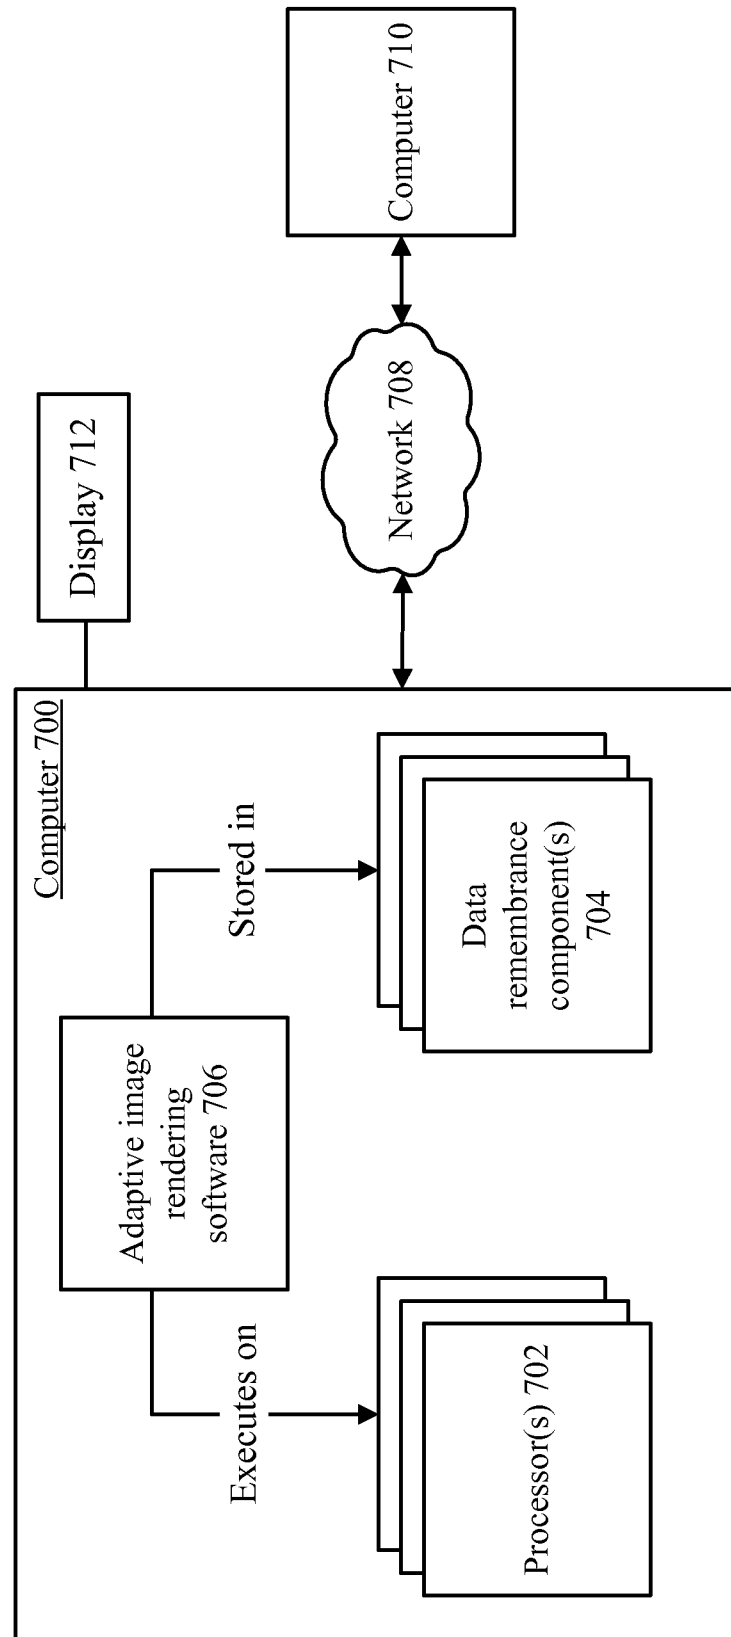 Computer 700
Adaptive image
rendering
software 706
Executes on
Stored in
Processor(s) 702
Data
remembrance
component(s)
704
Display 712
Network 708
Computer 710